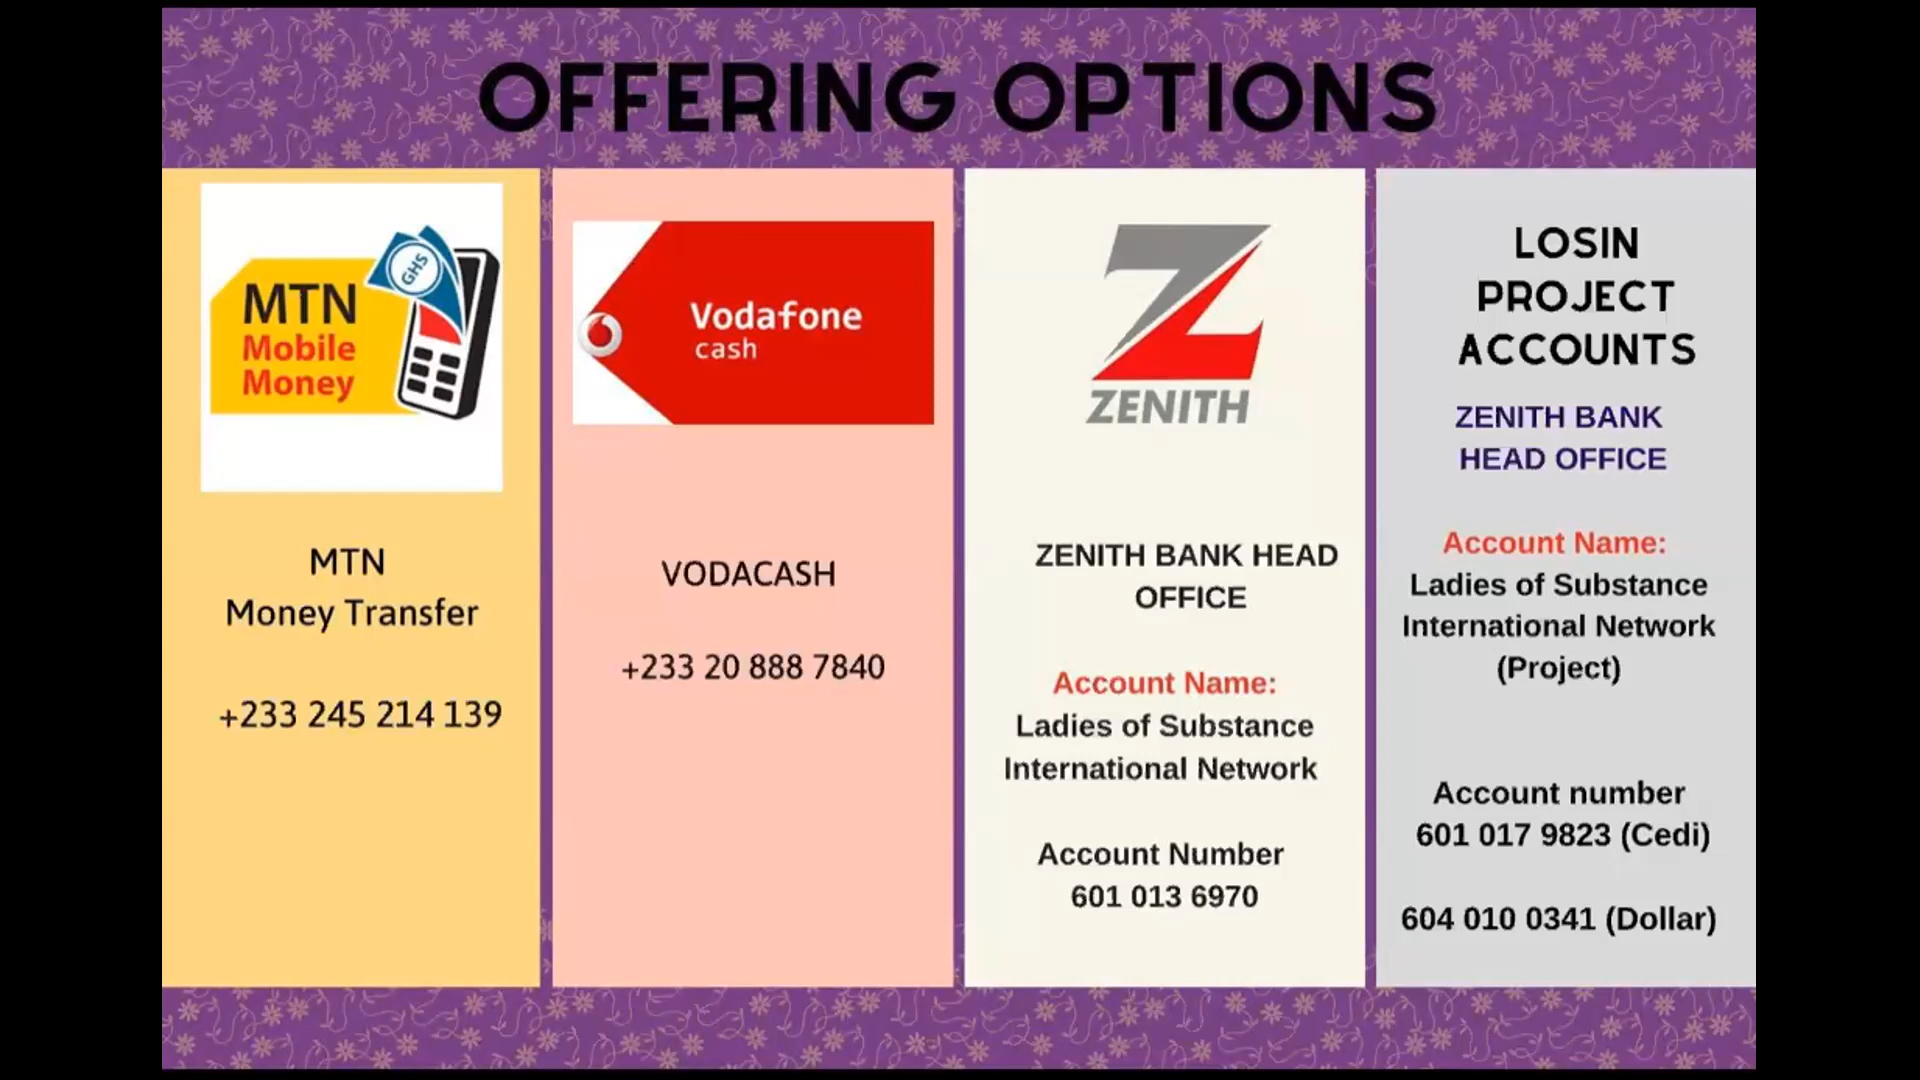 OFFERING OPTIONS
GHS
MTN
Mobile
Money
MTN
Money Transfer
+233 245 214 139
Vodafone
cash
VODACASH
+233 20 888 7840
ZENITH
ZENITH BANK HEAD
OFFICE
Account Name:
Ladies of Substance
International Network
Account Number
601 013 6970
LOSIN
PROJECT
ACCOUNTS
ZENITH BANK
HEAD OFFICE
Account Name:
Ladies of Substance
International Network
(Project)
Account number
601 017 9823 (Cedi)
604 010 0341 (Dollar)